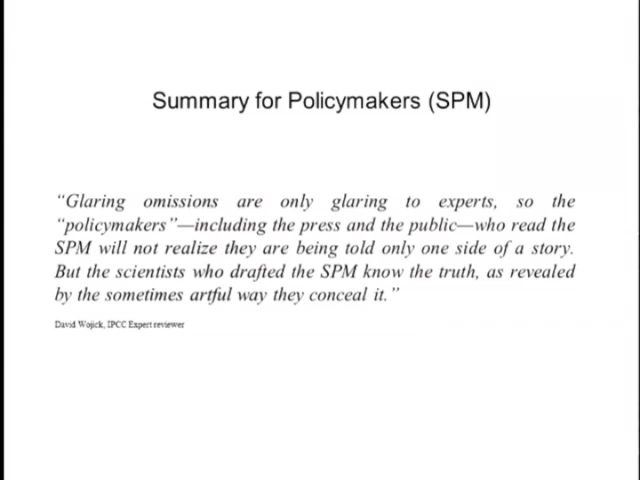 Summary for Policymakers (SPM)
“Glaring omissions are only glaring to experts, so the
“policymakers”—including the press and the public—who read the
SPM will not realize they are being told only one side of a story.
But the scientists who drafted the SPM know the truth, as revealed
by the sometimes artful way they conceal it.”
David Wojick, IPCC Expert reviewer